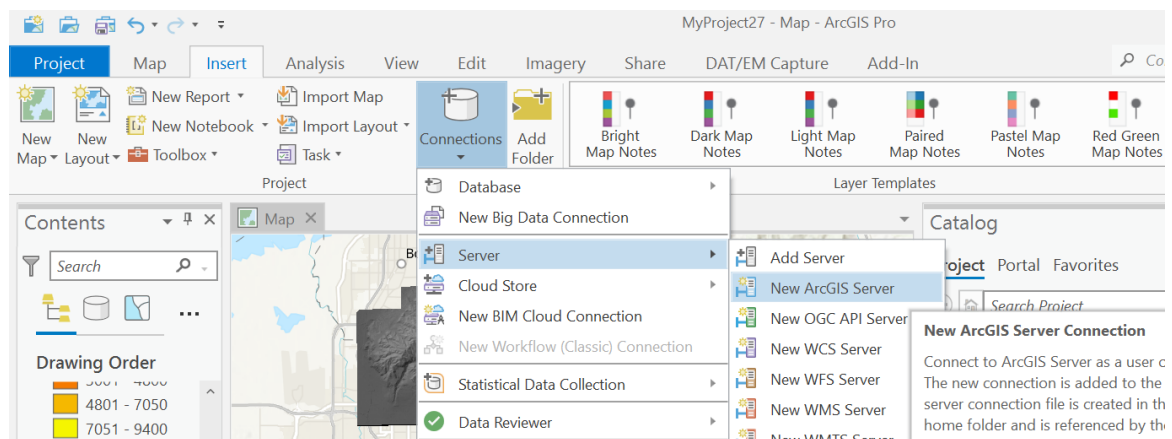 MyProject27 - Map - ArcGIS Pro
Project Map Insert Analysis View Edit Imagery Share DAT/EM Capture Add-In
New Map
New Layout
New Report
New Notebook
Toolbox
Import Map
Import Layout
Task
Connections
Add Folder
Bright Map Notes
Dark Map Notes
Light Map Notes
Paired Map Notes
Pastel Map Notes
Red Green Map Notes
Project
Layer Templates
Contents
Search
Drawing Order
4801 - 7050
7051 - 9400
Map
Database
New Big Data Connection
Server
Cloud Store
New BIM Cloud Connection
New Workflow (Classic) Connection
Statistical Data Collection
Data Reviewer
Add Server
New ArcGIS Server
New OGC API Server
New WCS Server
New WFS Server
New WMS Server
New WMTS Server
Catalog
Portal Favorites
Search Project
New ArcGIS Server Connection
Connect to ArcGIS Server as a user
The new connection is added to the
server connection file is created in
home folder and is referenced by